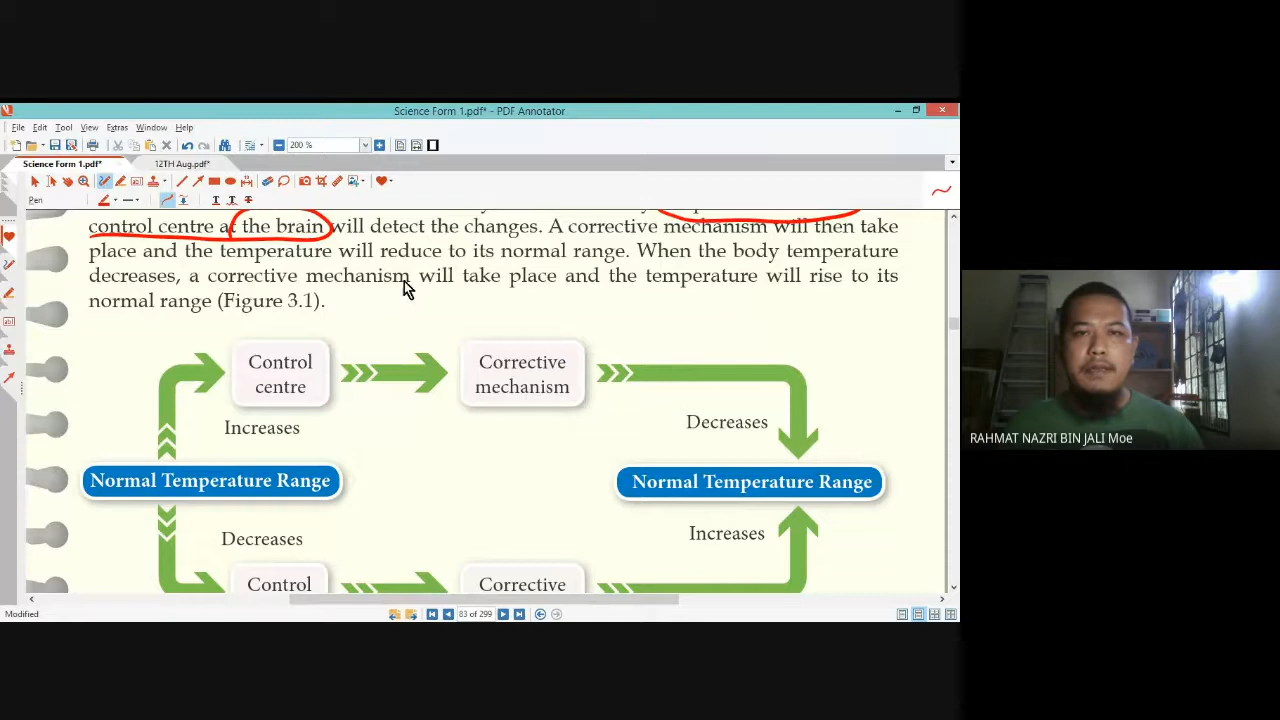 Science Form 1.pdf* - PDF Annotator
File Edit Tool View Extras Window Help
200 %
Science Form 1.pdf* 12TH Aug.pdf*
Pen
control centre at the brain will detect the changes. A corrective mechanism will then take
place and the temperature will reduce to its normal range. When the body temperature
decreases, a corrective mechanism will take place and the temperature will rise to its
normal range (Figure 3.1).
Control
centre
Corrective
mechanism
Increases
Decreases
Normal Temperature Range
Normal Temperature Range
Decreases
Increases
Control
Corrective
Modified
83 of 299
RAHMAT NAZRI BIN JALI Moe